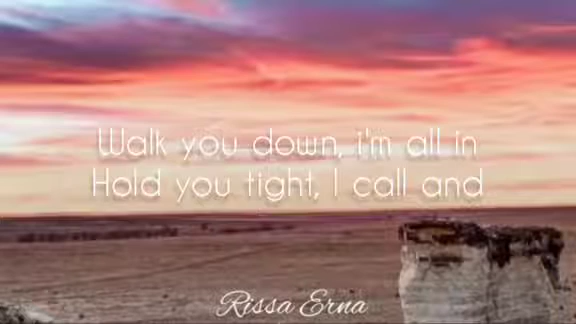 Walk you down, i'm all in
Hold you tight, I call and
Rissa Erna